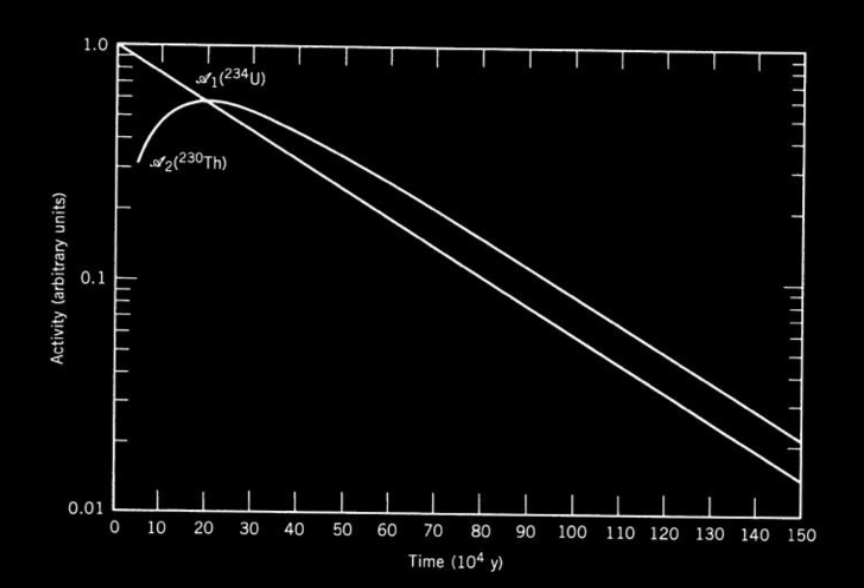 1.0
𝒜₁(²³⁴U)
𝒜₂(²³⁰Th)
Activity (arbitrary units)
0.1
0.01
0 10 20 30 40 50 60 70 80 90 100 110 120 130 140 150
Time (10⁴ y)